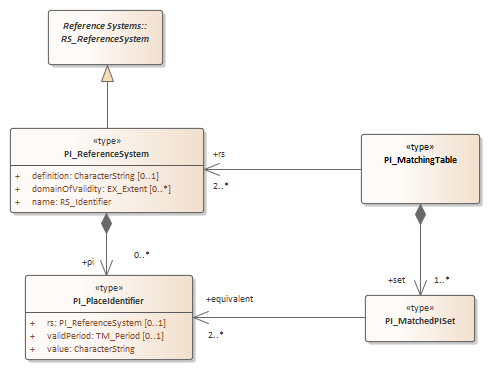 Reference Systems::
RS_ReferenceSystem
«type»
PI_ReferenceSystem
+ definition: CharacterString [0..1]
+ domainOfValidity: EX_Extent [0..*]
+ name: RS_Identifier
+rs
2..*
«type»
PI_MatchingTable
+pi
0..*
+set
1..*
«type»
PI_PlaceIdentifier
+ rs: PI_ReferenceSystem [0..1]
+ validPeriod: TM_Period [0..1]
+ value: CharacterString
+equivalent
2..*
«type»
PI_MatchedPISet